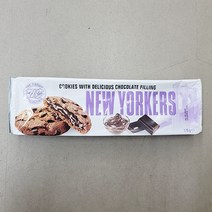 COOKIES WITH DELICIOUS CHOCOLATE FILLING
NEW YORKERS